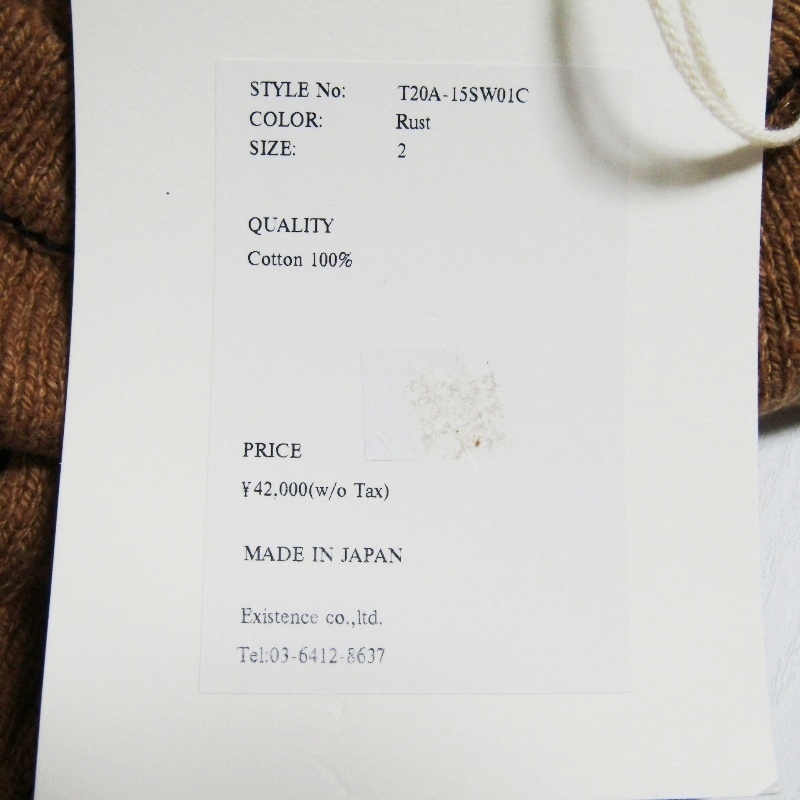 STYLE No: T20A-15SW01C
COLOR: Rust
SIZE: 2
QUALITY
Cotton 100%
PRICE
¥42,000(w/o Tax)
MADE IN JAPAN
Existence co.,ltd.
Tel:03-6412-8637